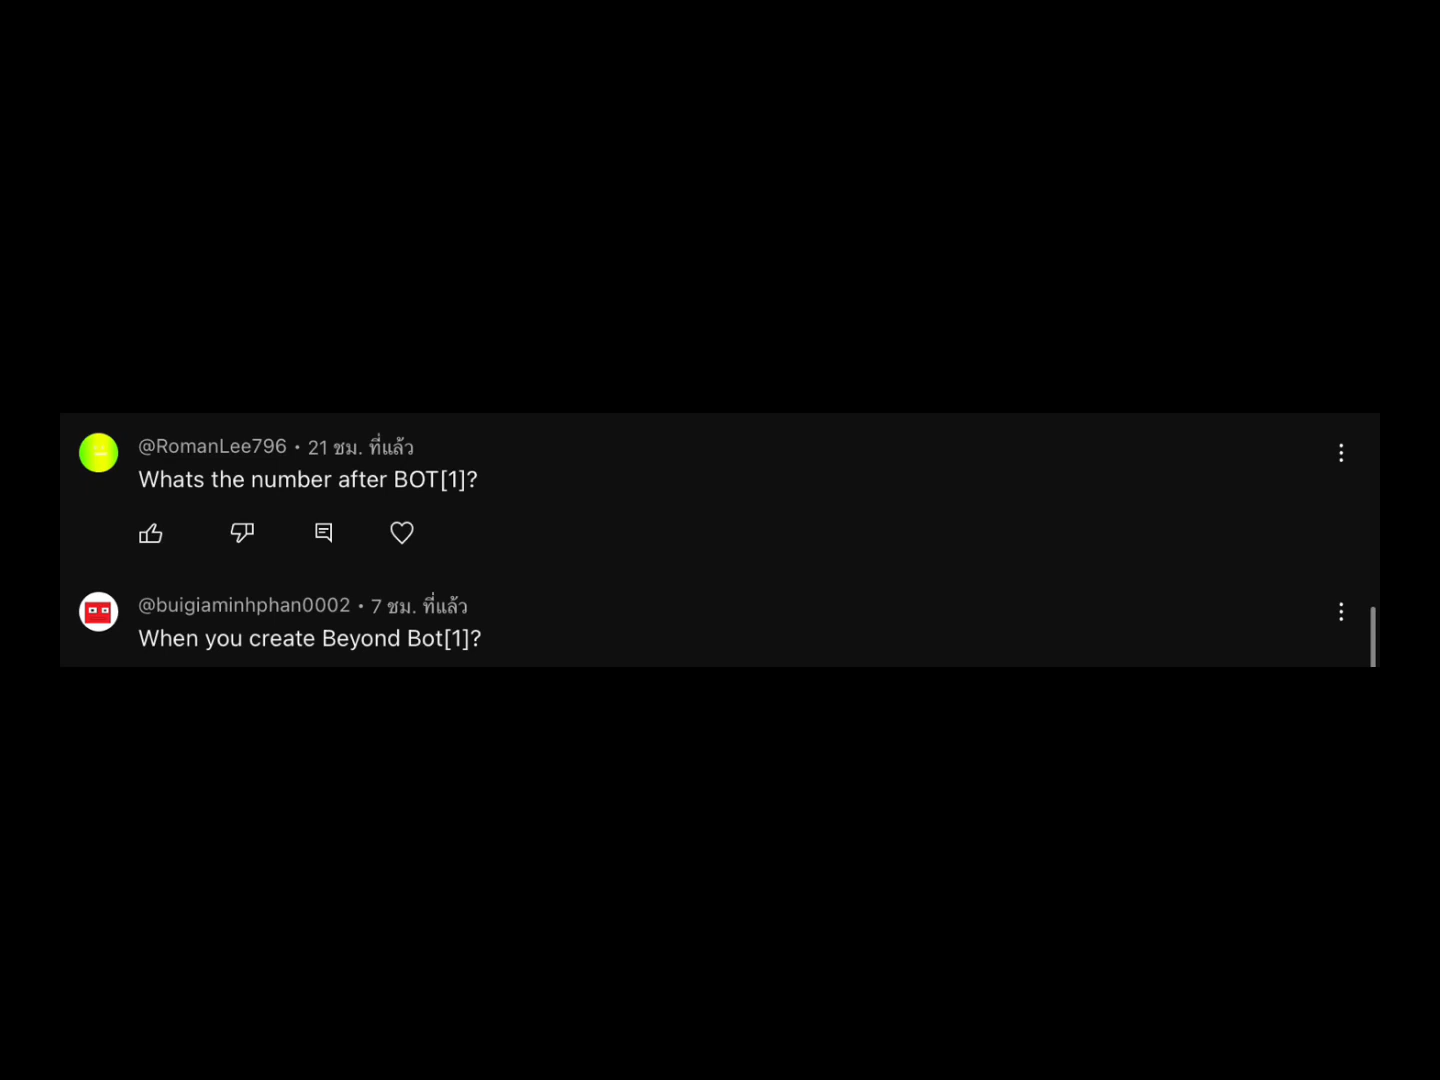 @RomanLee796 • 21 ชม. ที่แล้ว
Whats the number after BOT[1]?
@buigiaminhphan0002 • 7 ชม. ที่แล้ว
When you create Beyond Bot[1]?